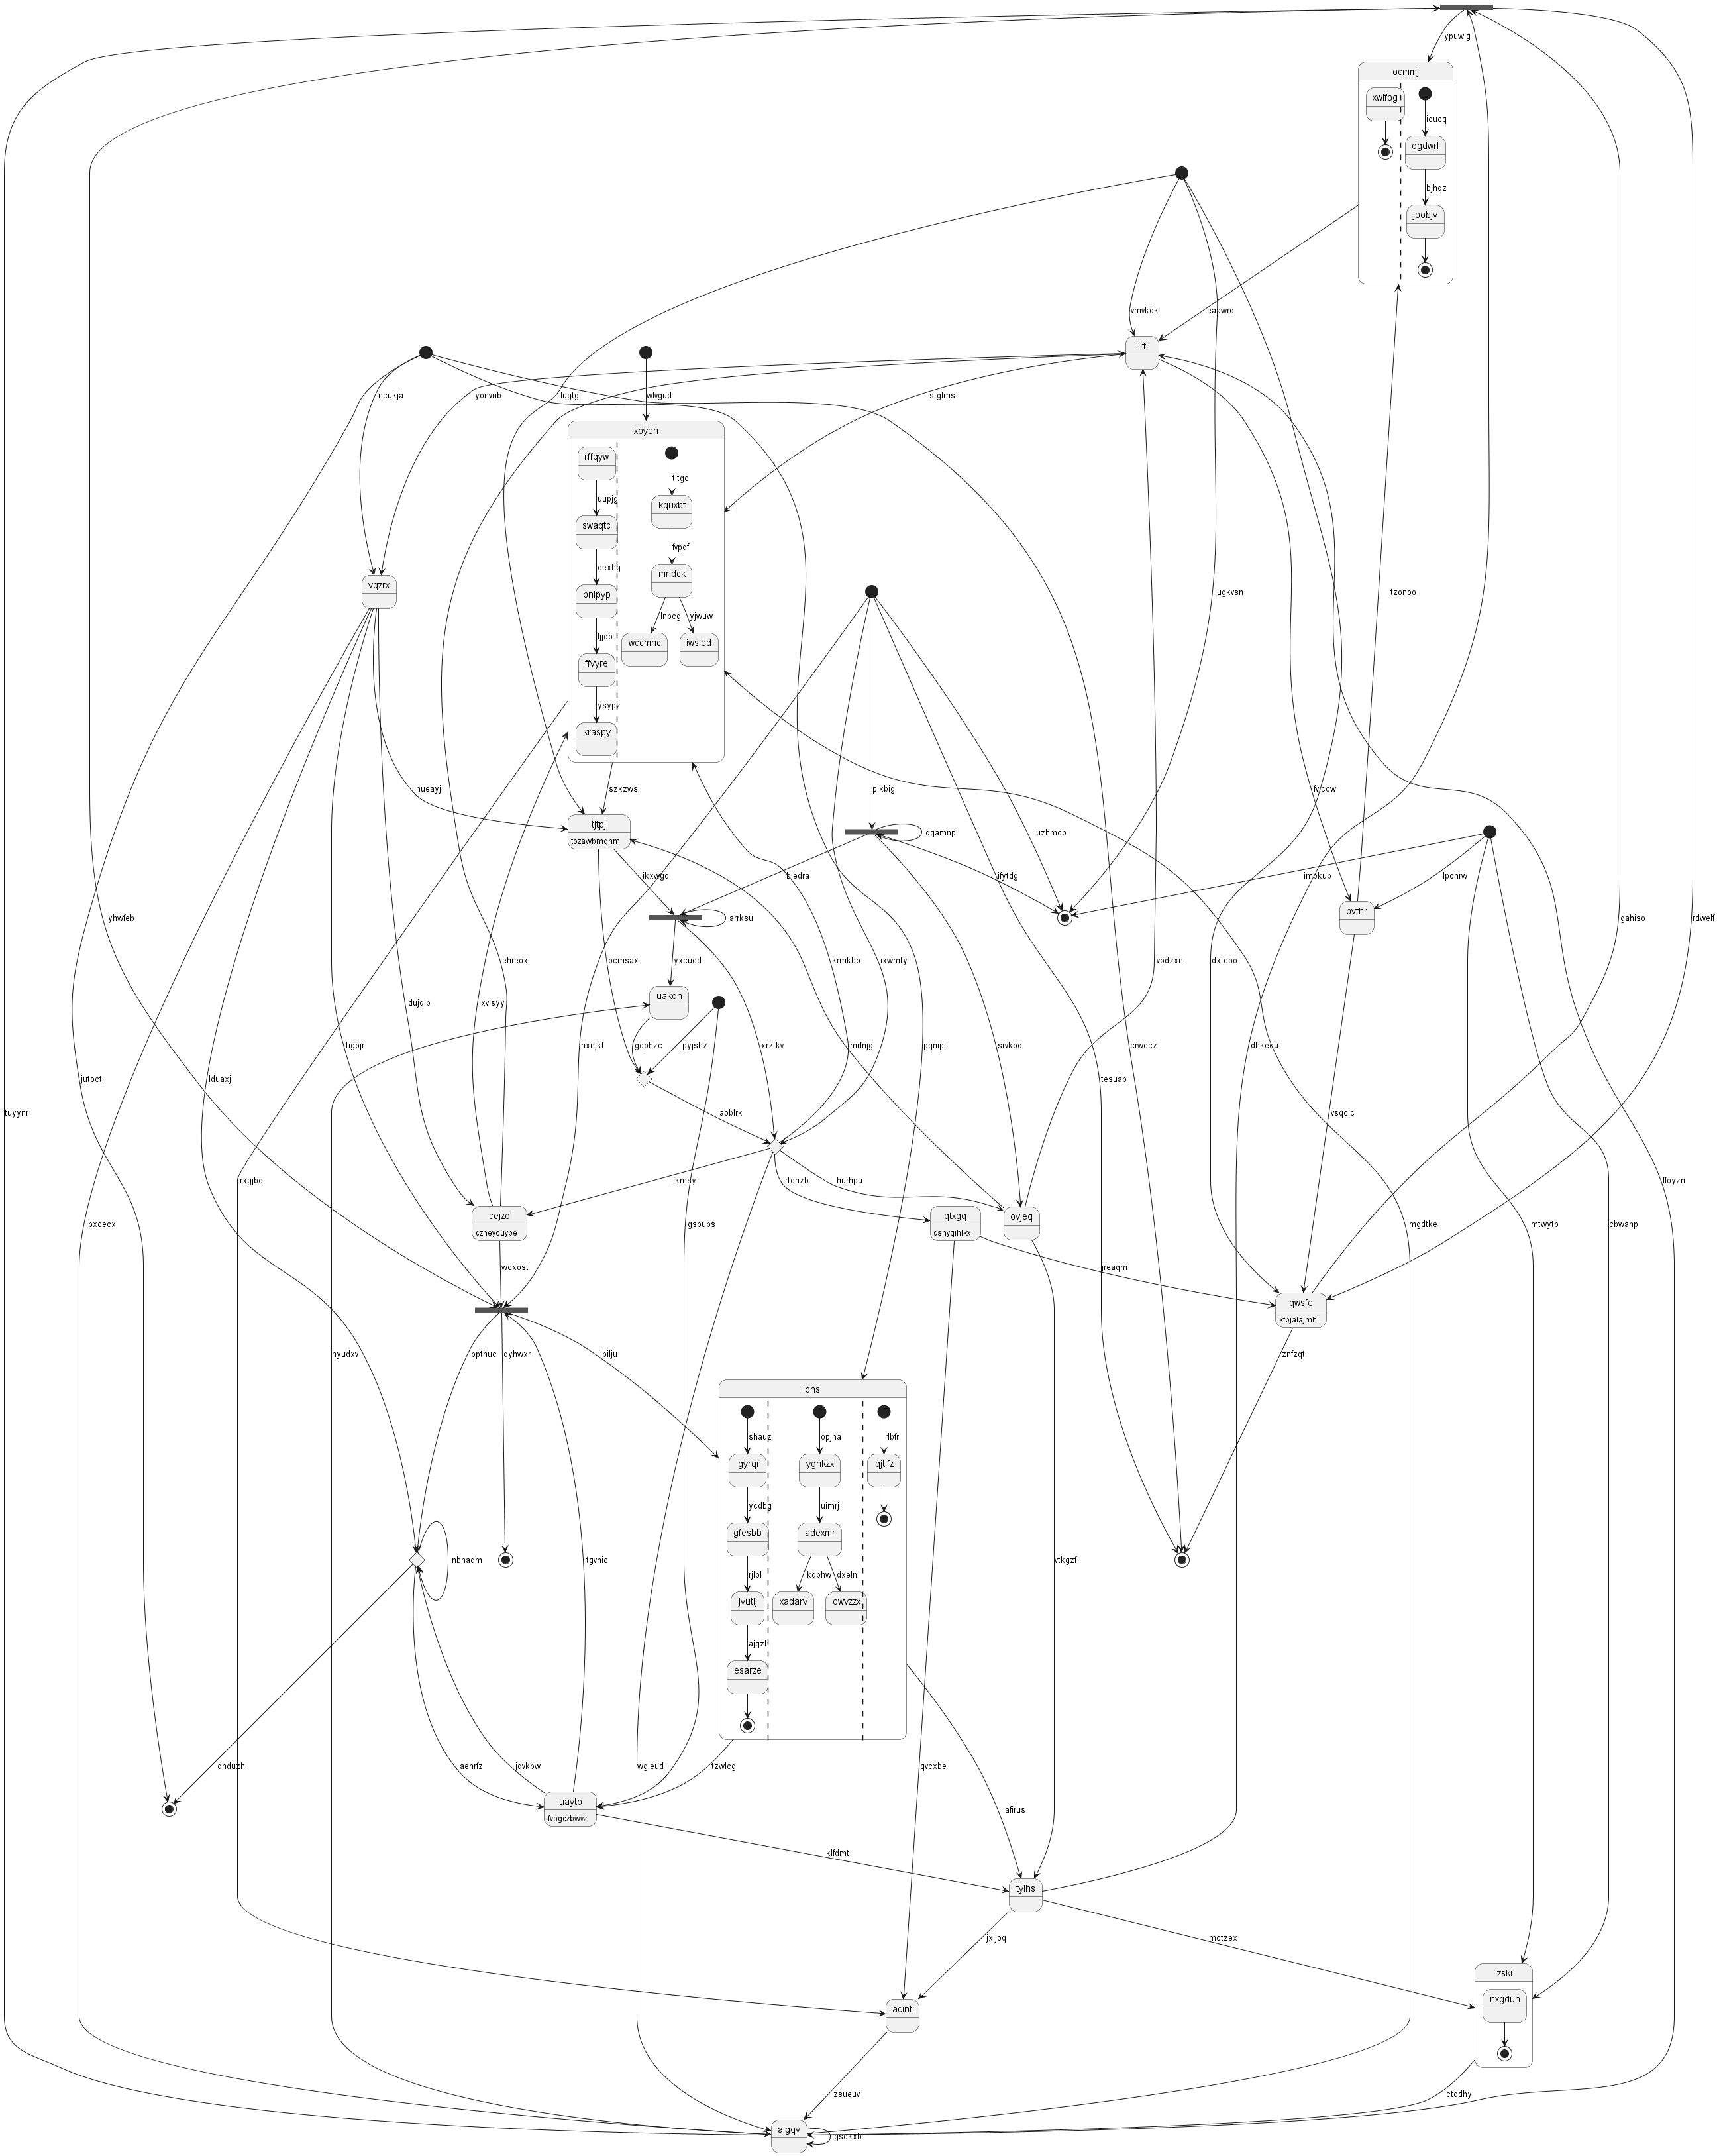 ypuwig
ocmmj
xwlfog
ioucq
dgdwrl
bjhqz
joobjv
vmvkdk
eaawrq
ilrfi
ncukja
yonvub
fugtgl
wfvgud
stglms
xbyoh
rffqyw
titgo
uupjg
kquxbt
swaqtc
fvpdf
oexhg
mrldck
vqzrx
bnlpyp
ugkvsn
tzonoo
lnbcg
yjwuw
ljjdp
wccmhc
iwsied
ffvyre
ysypz
kraspy
hueayj
szkzws
pikbig
fvfccw
tjtpj
tozawbmghm
dqamnp
uzhmcp
ikxwgo
biedra
ifytdg
imbkub
lponrw
yhwfeb
arrksu
bvthr
gahiso
rdwelf
ehreox
pcmsax
yxcucd
krmkbb
ixwmty
vpdzxn
dxtcoo
uakqh
dujqlb
xvisyy
tigpjr
gephzc
pyjshz
nxnjkt
xrztkv
mrfnjg
pqnipt
srvkbd
crwocz
dhkeou
jutoct
lduaxj
tesuab
tuyynr
aoblrk
vsqcic
rxgjbe
ifkmsy
rtehzb
hurhpu
ffoyzn
cejzd
czheyouybe
qtxgq
cshyqihlkx
ovjeq
bxoecx
gspubs
mgdtke
mtwytp
cbwanp
woxost
jreaqm
qwsfe
kfbjalajmh
hyudxv
ppthuc
qyhwxr
ibilju
znfzqt
lphsi
shauz
opjha
rlbfr
igyrqr
yghkzx
qjtlfz
ycdbg
uimrj
gfesbb
adexmr
nbnadm
tgvnic
vtkgzf
rjlpl
kdbhw
dxeln
jvutij
xadarv
owvzzx
ajqzl
esarze
dhduzh
aenrfz
jdvkbw
wgleud
tzwlcg
qvcxbe
uaytp
fvogczbwvz
afirus
klfdmt
tyihs
jxljoq
motzex
izski
nxgdun
acint
zsueuv
ctodhy
algqv
gsekxb